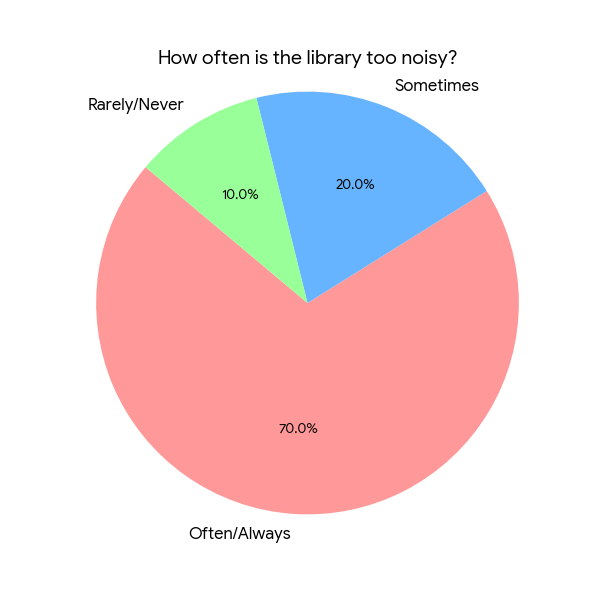 How often is the library too noisy?
Sometimes
Rarely/Never
20.0%
10.0%
70.0%
Often/Always